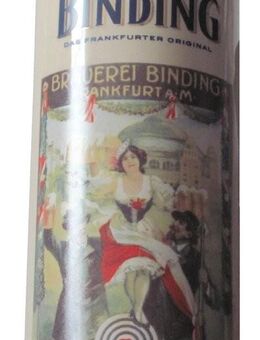 BINDING
DAS FRANKFURTER ORIGINAL
BRAUEREI BINDING
FRANKFURT A. M.